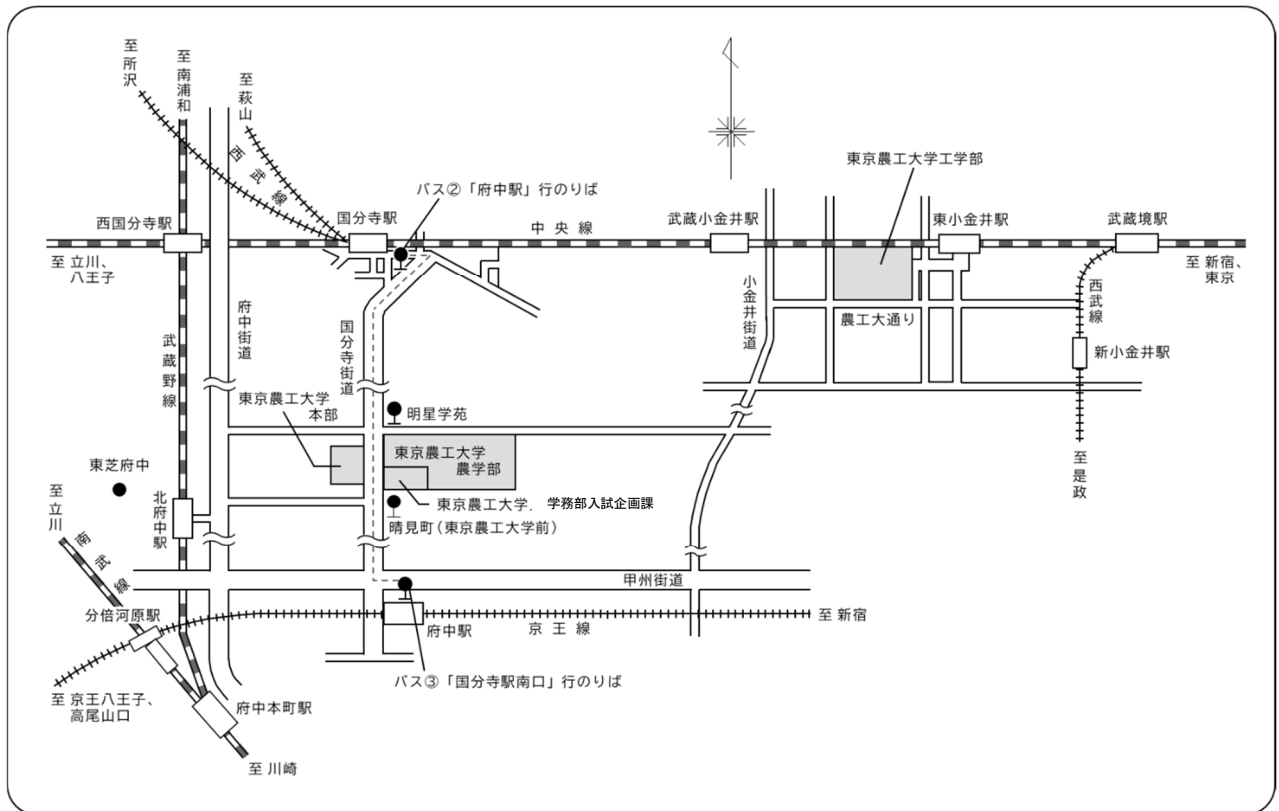 至所沢
至南浦和
至萩山
西武線
東京農工大学工学部
バス②「府中駅」行のりば
西国分寺駅
国分寺駅
中央線
武蔵小金井駅
東小金井駅
武蔵境駅
至 立川、
八王子
至 新宿、
東京
府中街道
国分寺街道
小金井街道
農工大通り
西武線
武蔵野線
新小金井駅
東京農工大学
本部
明星学苑
東京農工大学
農学部
東芝府中
至是政
至立川
北府中駅
東京農工大学.
学務部入試企画課
晴見町(東京農工大学前)
南武線
甲州街道
分倍河原駅
府中駅
京王線
至 新宿
バス③「国分寺駅南口」行のりば
至 京王八王子、
高尾山口
府中本町駅
至 川崎